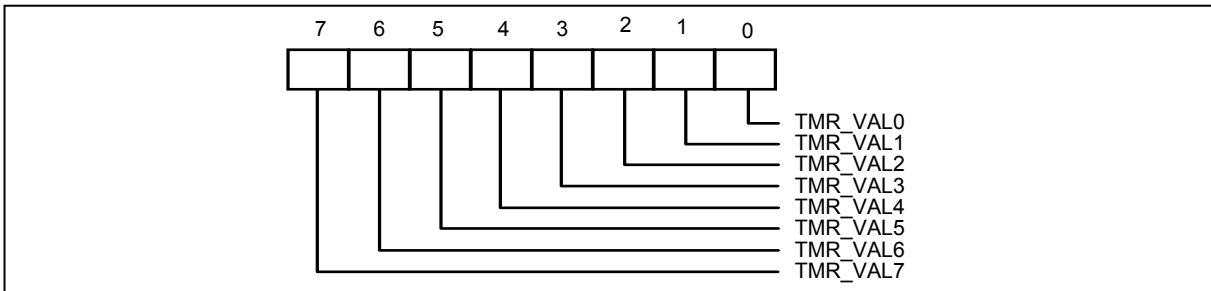 7 6 5 4 3 2 1 0
TMR_VAL0
TMR_VAL1
TMR_VAL2
TMR_VAL3
TMR_VAL4
TMR_VAL5
TMR_VAL6
TMR_VAL7